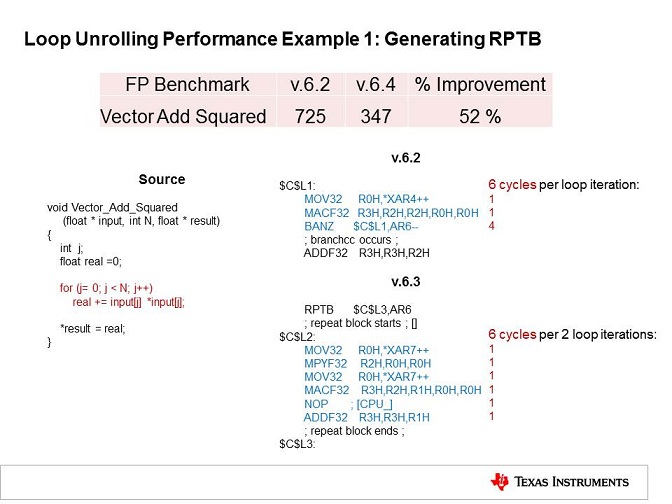 Loop Unrolling Performance Example 1: Generating RPTB
FP Benchmark v.6.2 v.6.4 % Improvement
Vector Add Squared 725 347 52 %
Source
void Vector_Add_Squared
(float * input, int N, float * result)
{
int j;
float real =0;
for (j= 0; j < N; j++)
real += input[j] *input[j];
*result = real;
}
v.6.2
$C$L1:
MOV32 R0H,*XAR4++
MACF32 R3H,R2H,R2H,R0H,R0H
BANZ $C$L1,AR6--
; branchcc occurs ;
ADDF32 R3H,R3H,R2H
6 cycles per loop iteration:
1
1
4
v.6.3
RPTB $C$L3,AR6
; repeat block starts ; []
$C$L2:
MOV32 R0H,*XAR7++
MPYF32 R2H,R0H,R0H
MOV32 R0H,*XAR7++
MACF32 R3H,R2H,R1H,R0H,R0H
NOP ; [CPU_]
ADDF32 R3H,R3H,R1H
; repeat block ends ;
$C$L3:
6 cycles per 2 loop iterations:
1
1
1
1
1
1
TEXAS INSTRUMENTS